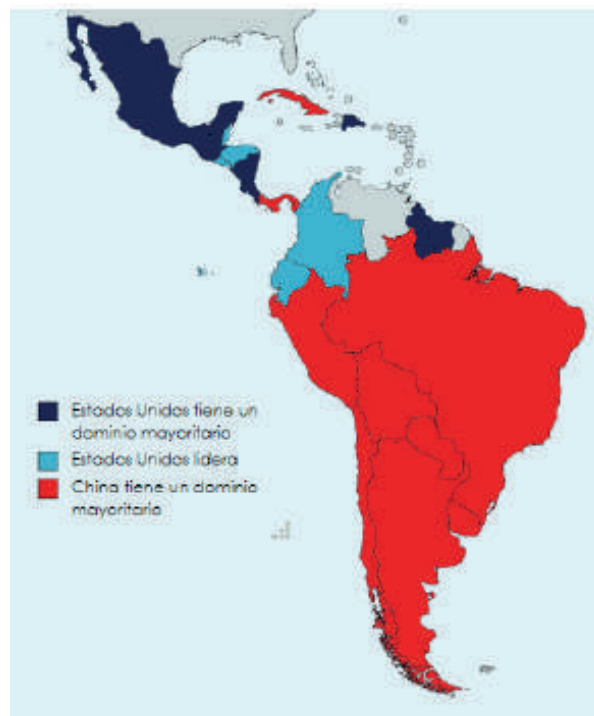 Estados Unidos tiene un
dominio mayoritario
Estados Unidos lidera
China tiene un dominio
mayoritario